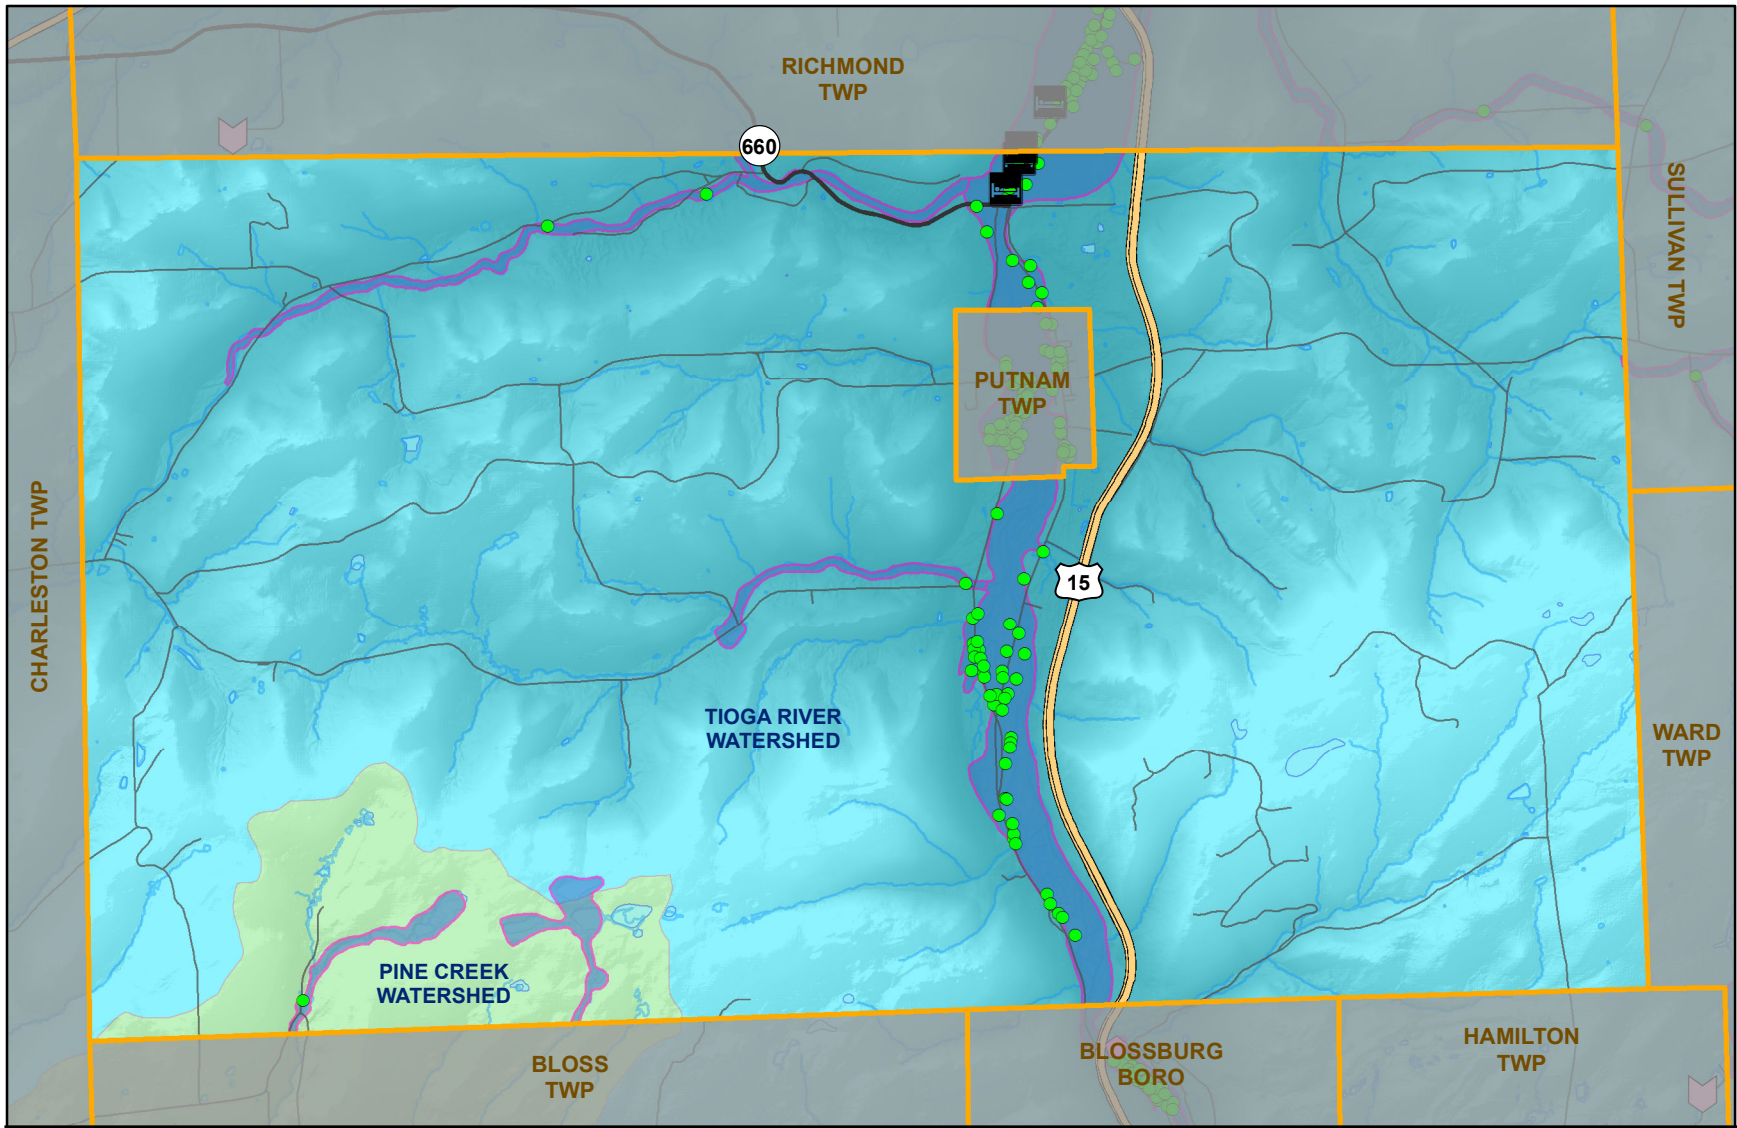 RICHMOND
TWP
660
SULLIVAN TWP
PUTNAM
TWP
CHARLESTON TWP
15
TIOGA RIVER
WATERSHED
WARD
TWP
PINE CREEK
WATERSHED
BLOSS
TWP
BLOSSBURG
BORO
HAMILTON
TWP